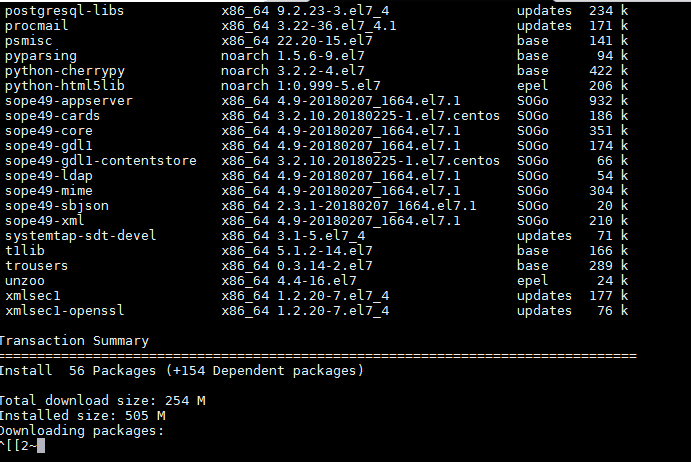 postgresql-libs x86_64 9.2.23-3.el7_4 updates 234 k
procmail x86_64 3.22-36.el7_4.1 updates 171 k
psmisc x86_64 22.20-15.el7 base 141 k
pyparsing noarch 1.5.6-9.el7 base 94 k
python-cherrypy noarch 3.2.2-4.el7 base 422 k
python-html5lib noarch 1:0.999-5.el7 epel 206 k
sope49-appserver x86_64 4.9-20180207_1664.el7.1 SOGo 932 k
sope49-cards x86_64 3.2.10.20180225-1.el7.centos SOGo 186 k
sope49-core x86_64 4.9-20180207_1664.el7.1 SOGo 351 k
sope49-gdl1 x86_64 4.9-20180207_1664.el7.1 SOGo 174 k
sope49-gdl1-contentstore x86_64 3.2.10.20180225-1.el7.centos SOGo 66 k
sope49-ldap x86_64 4.9-20180207_1664.el7.1 SOGo 54 k
sope49-mime x86_64 4.9-20180207_1664.el7.1 SOGo 304 k
sope49-sbjson x86_64 2.3.1-20180207_1664.el7.1 SOGo 20 k
sope49-xml x86_64 4.9-20180207_1664.el7.1 SOGo 210 k
systemtap-sdt-devel x86_64 3.1-5.el7_4 updates 71 k
t1lib x86_64 5.1.2-14.el7 base 166 k
trousers x86_64 0.3.14-2.el7 base 289 k
unzoo x86_64 4.4-16.el7 epel 24 k
xmlsec1 x86_64 1.2.20-7.el7_4 updates 177 k
xmlsec1-openssl x86_64 1.2.20-7.el7_4 updates 76 k
Transaction Summary
================================================================================
Install  56 Packages (+154 Dependent packages)
Total download size: 254 M
Installed size: 505 M
Downloading packages:
^[[2~